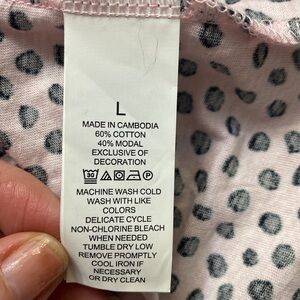 L
MADE IN CAMBODIA
60% COTTON
40% MODAL
EXCLUSIVE OF
DECORATION
MACHINE WASH COLD
WASH WITH LIKE
COLORS
DELICATE CYCLE
NON-CHLORINE BLEACH
WHEN NEEDED
TUMBLE DRY LOW
REMOVE PROMPTLY
COOL IRON IF
NECESSARY
OR DRY CLEAN